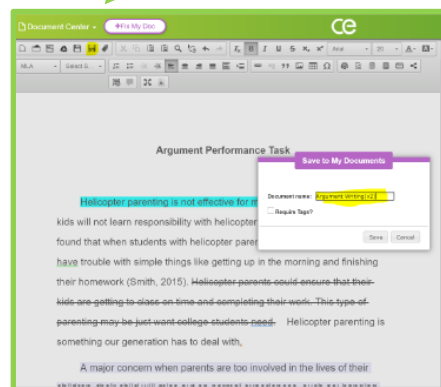 Document Center
+Fix My Doc
ce
MLA
Select S...
Arial
20
Argument Performance Task
Save to My Documents
Document name: Argument Writing(v2)
Require Tags?
Save Cancel
Helicopter parenting is not effective for m
kids will not learn responsibility with helicopter
found that when students with helicopter paren
have trouble with simple things like getting up in the morning and finishing
their homework (Smith, 2015). Helicopter parents could ensure that their
kids are getting to class on time and completing their work. This type of
parenting may be just want college students need. Helicopter parenting is
something our generation has to deal with,
A major concern when parents are too involved in the lives of their